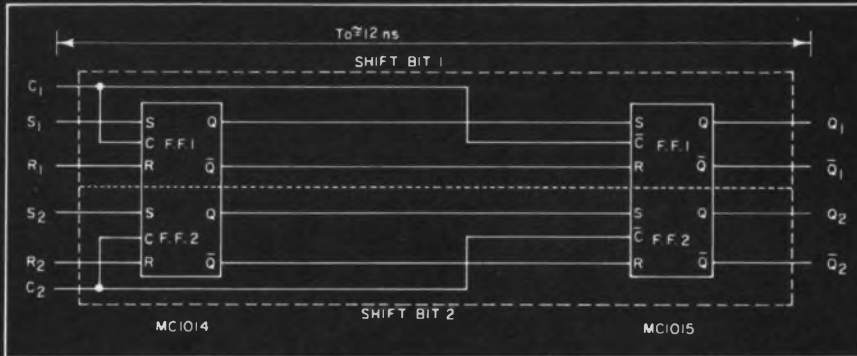 To ≅ 12 ns
SHIFT BIT 1
C₁
S₁ S Q S Q Q₁
C F.F.1 C̅ F.F.1
R₁ R Q̅ R Q̅ Q̅₁
S₂ S Q S Q Q₂
C F.F.2 C̅ F.F.2
R₂ R Q̅ R Q̅ Q̅₂
C₂
SHIFT BIT 2
MC1014 MC1015